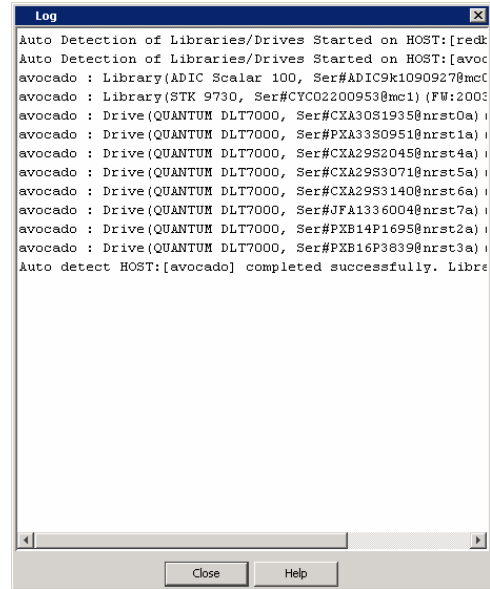 Log
Auto Detection of Libraries/Drives Started on HOST:[red
Auto Detection of Libraries/Drives Started on HOST:[avoc
avocado : Library(ADIC Scalar 100, Ser#ADIC9k1090927@mc0
avocado : Library(STK 9730, Ser#CYC02200953@mc1)(FW:2003
avocado : Drive(QUANTUM DLT7000, Ser#CXA30S1935@nrst0a)
avocado : Drive(QUANTUM DLT7000, Ser#PXA33S0951@nrst1a)
avocado : Drive(QUANTUM DLT7000, Ser#CXA29S2045@nrst4a)
avocado : Drive(QUANTUM DLT7000, Ser#CXA29S3071@nrst5a)
avocado : Drive(QUANTUM DLT7000, Ser#CXA29S3140@nrst6a)
avocado : Drive(QUANTUM DLT7000, Ser#JFA1336004@nrst7a)
avocado : Drive(QUANTUM DLT7000, Ser#PXB14P1695@nrst2a)
avocado : Drive(QUANTUM DLT7000, Ser#PXB16P3839@nrst3a)
Auto detect HOST:[avocado] completed successfully. Libra
Close
Help